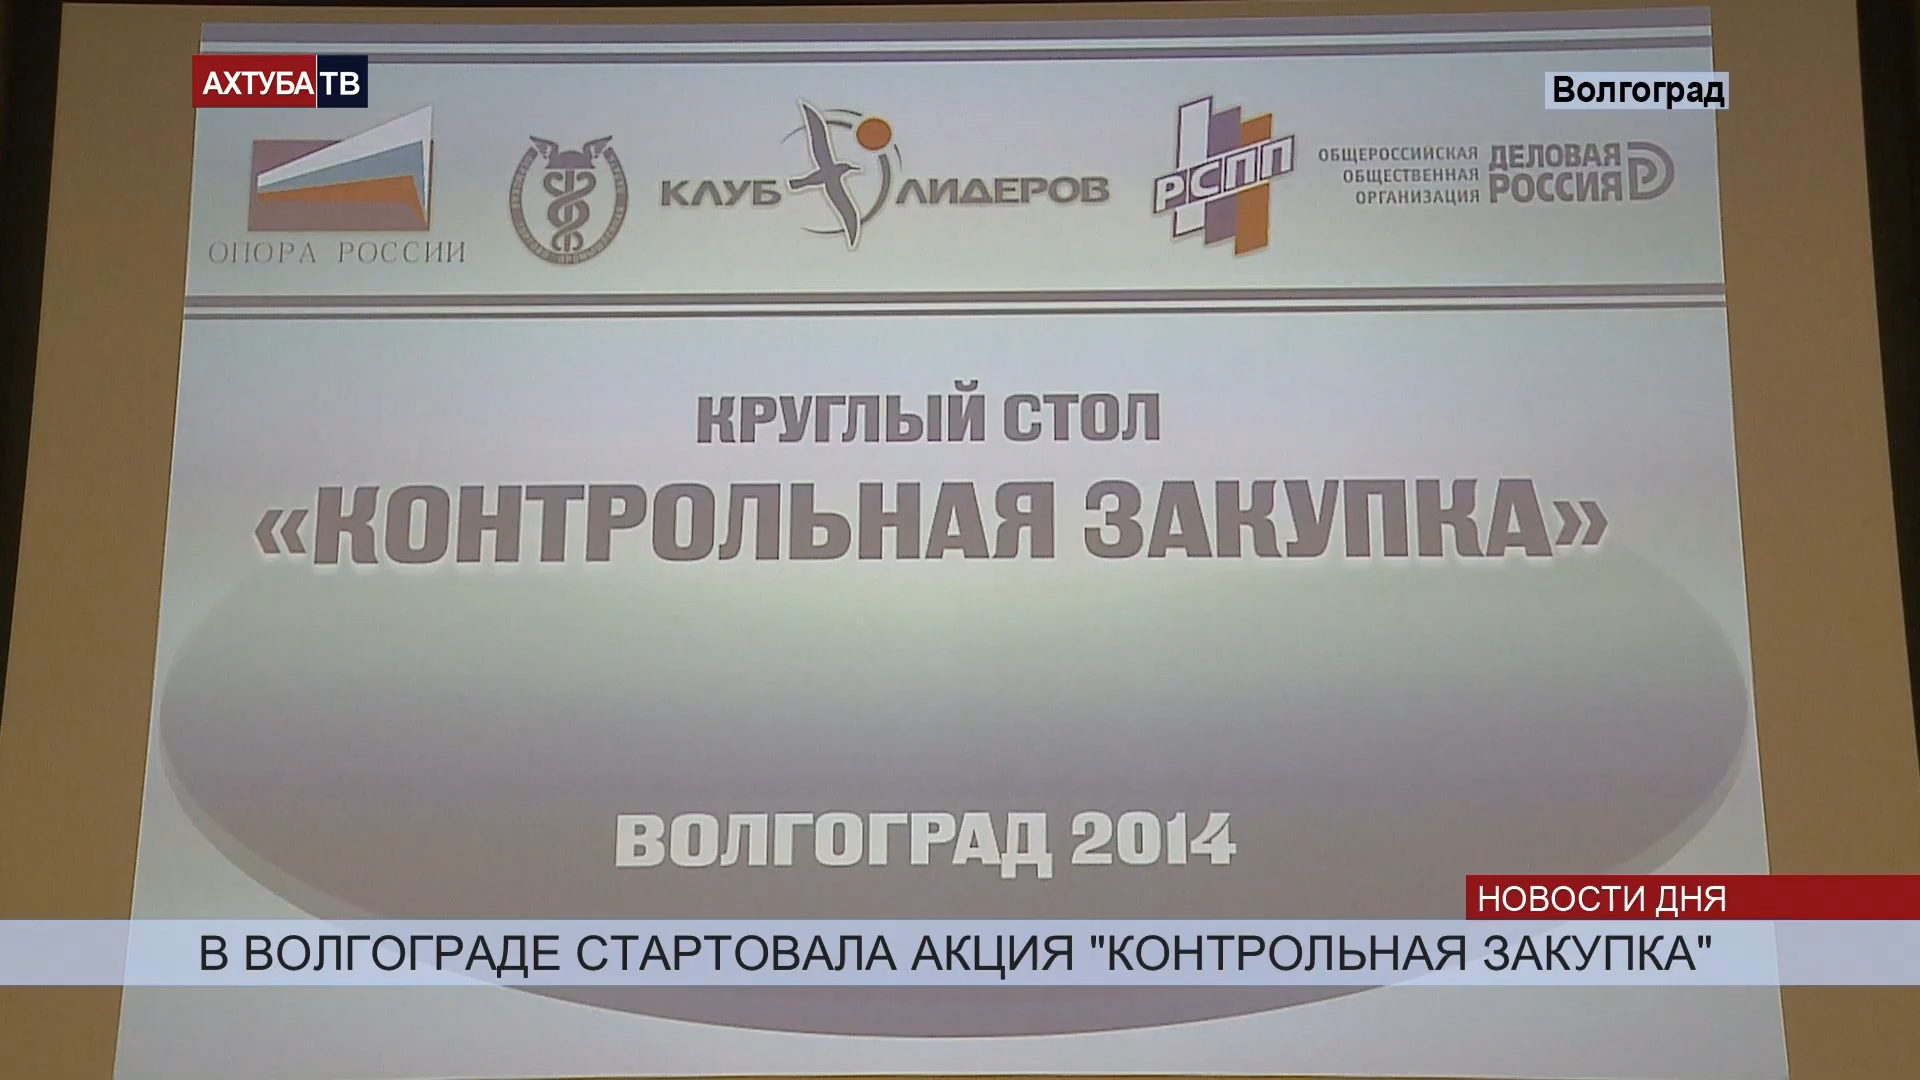 АХТУБА ТВ
Волгоград
ОПОРА РОССИИ
КЛУБ ЛИДЕРОВ
РСПП
ОБЩЕРОССИЙСКАЯ
ОБЩЕСТВЕННАЯ
ОРГАНИЗАЦИЯ
ДЕЛОВАЯ
РОССИЯ
КРУГЛЫЙ СТОЛ
«КОНТРОЛЬНАЯ ЗАКУПКА»
ВОЛГОГРАД 2014
НОВОСТИ ДНЯ
В ВОЛГОГРАДЕ СТАРТОВАЛА АКЦИЯ "КОНТРОЛЬНАЯ ЗАКУПКА"